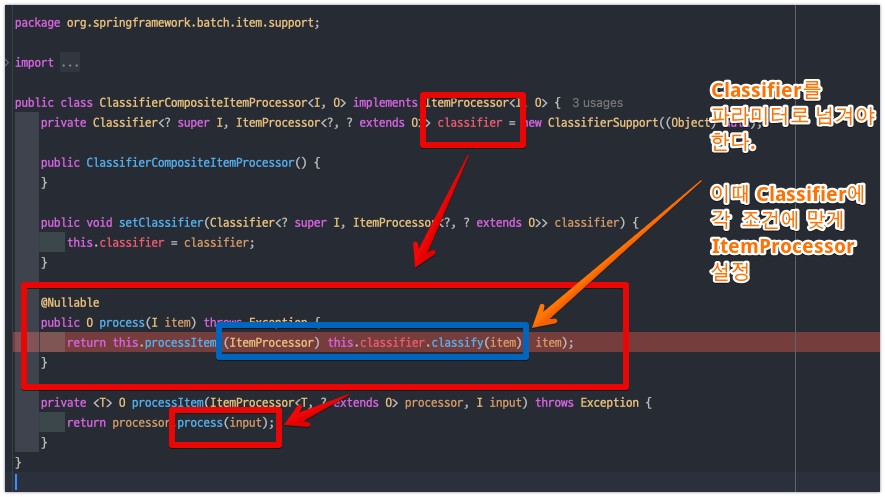 package org.springframework.batch.item.support;
import ...
public class ClassifierCompositeItemProcessor<I, O> implements ItemProcessor<I, O> { 3 usages
private Classifier<? super I, ItemProcessor<?, ? extends O>> classifier = new ClassifierSupport((Object)
public ClassifierCompositeItemProcessor() {
}
public void setClassifier(Classifier<? super I, ItemProcessor<?, ? extends O>> classifier) {
this.classifier = classifier;
}
@Nullable
public O process(I item) throws Exception {
return this.processItem (ItemProcessor) this.classifier.classify(item) item);
}
private <T> O processItem(ItemProcessor<T, ? extends O> processor, I input) throws Exception {
return processor process(input);
}
}
Classifier를
파라미터로 넘겨야
한다.
이때 Classifier에
각 조건에 맞게
ItemProcessor
설정